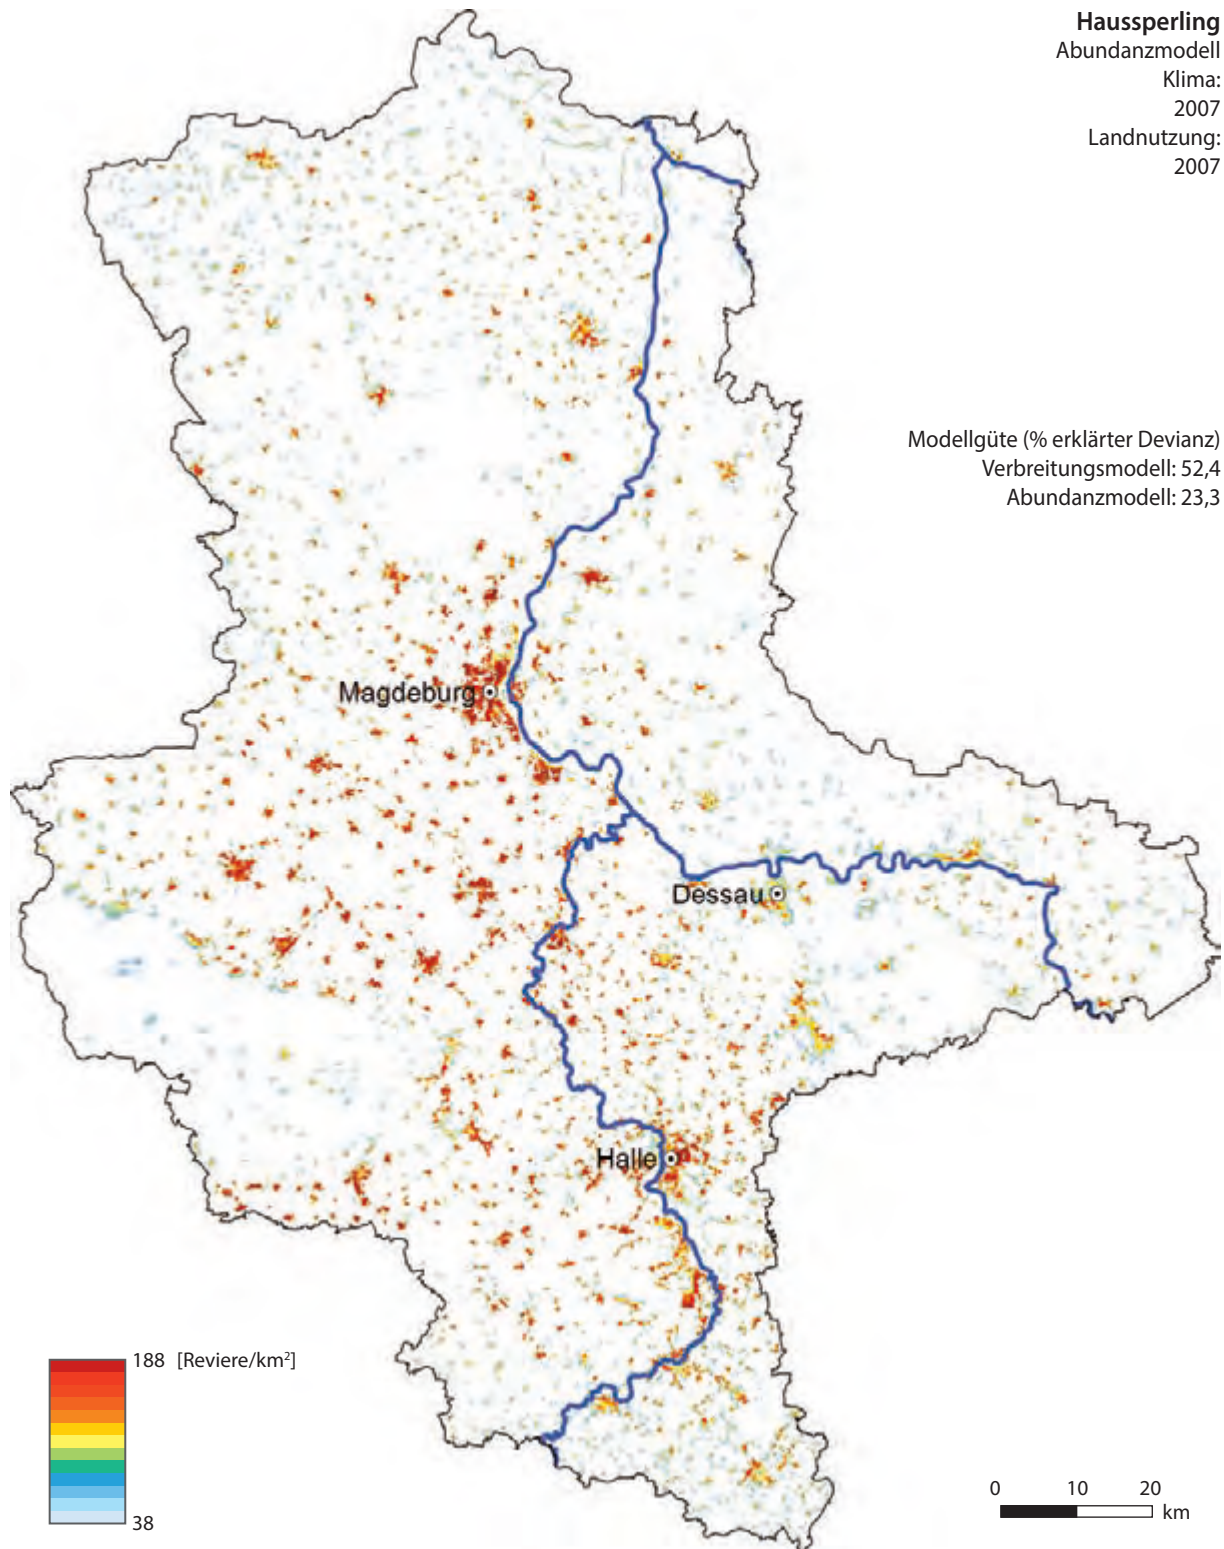 Haussperling
Abundanzmodell
Klima:
2007
Landnutzung:
2007
Modellgüte (% erklärter Devianz)
Verbreitungsmodell: 52,4
Abundanzmodell: 23,3
Magdeburg
Dessau
Halle
188 [Reviere/km²]
38
0 10 20
km